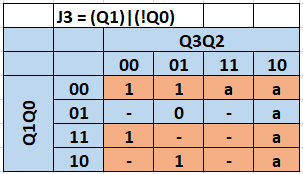 J3 = (Q1)|(!Q0)
Q3Q2
00 01 11 10
Q1Q0
00 1 1 a a
01 - 0 - a
11 1 - - a
10 - 1 - a